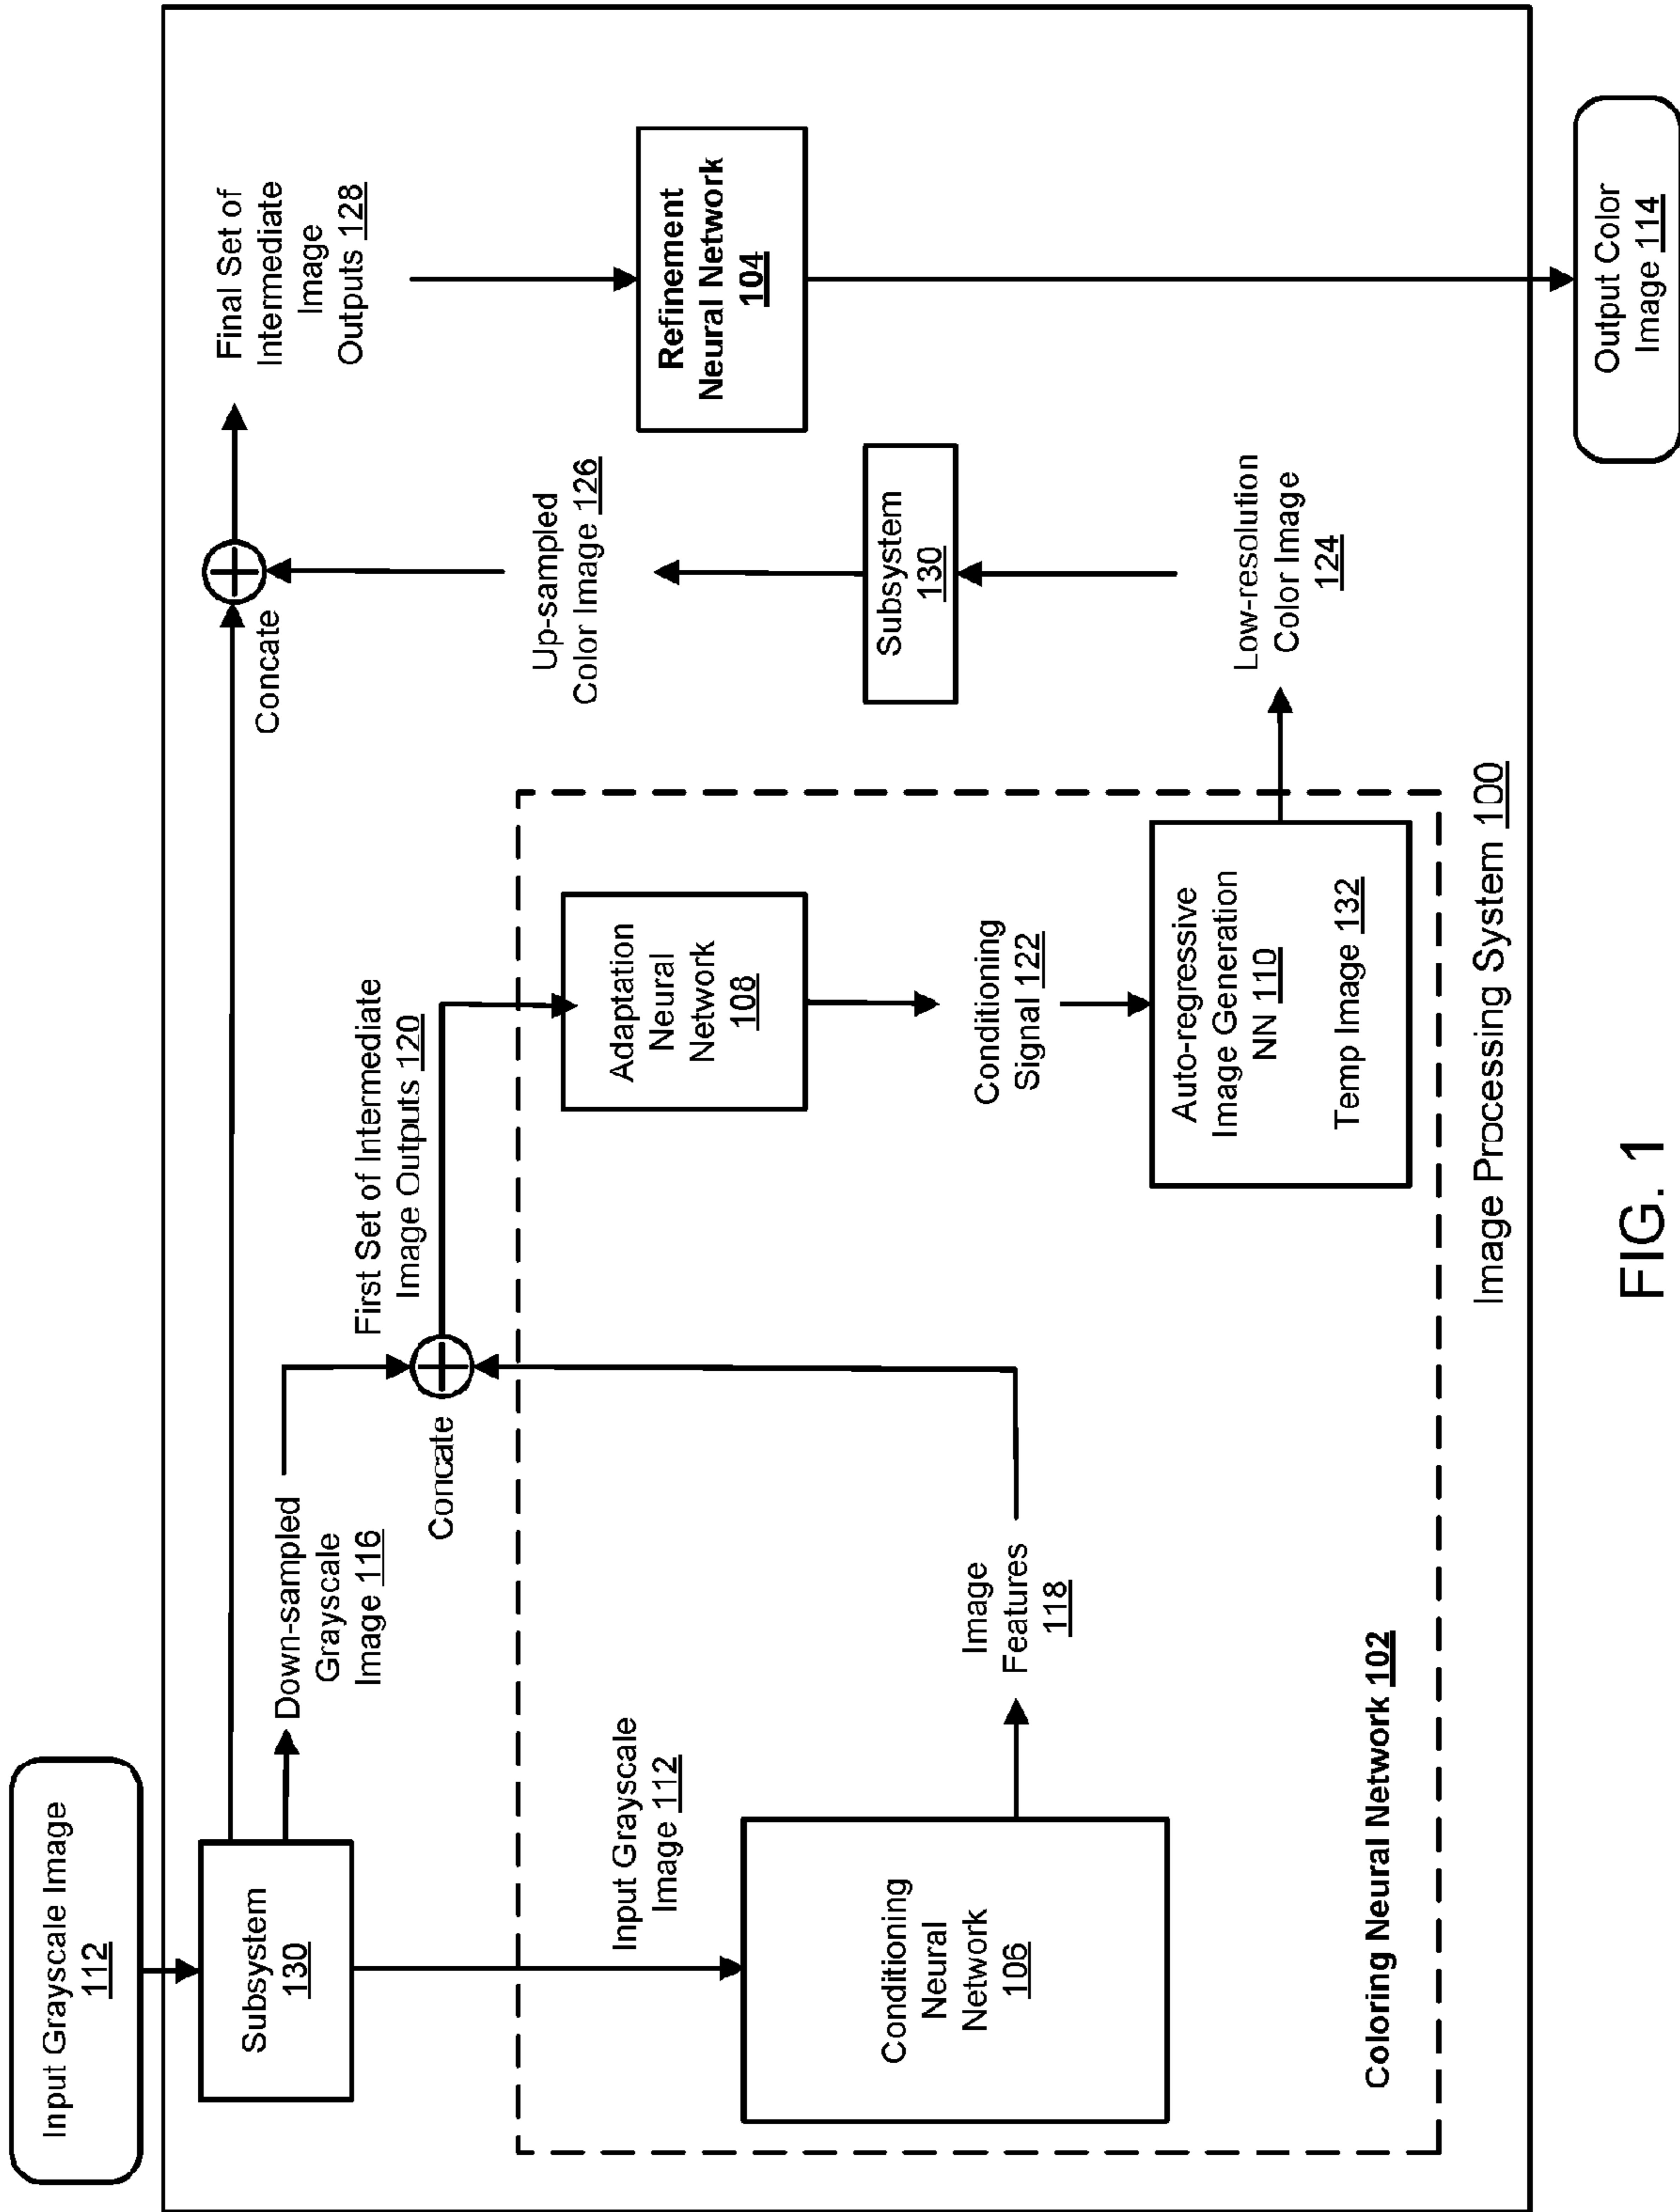 Input Grayscale Image
112
Subsystem
130
Down-sampled
Grayscale
Image 116
Concate
First Set of Intermediate
Image Outputs 120
Concate
Final Set of
Intermediate
Image
Outputs 128
Input Grayscale
Image 112
Conditioning
Neural
Network
106
Image
Features
118
Adaptation
Neural
Network
108
Conditioning
Signal 122
Auto-regressive
Image Generation
NN 110
Temp Image 132
Coloring Neural Network 102
Up-sampled
Color Image 126
Subsystem
130
Low-resolution
Color Image
124
Refinement
Neural Network
104
Image Processing System 100
Output Color
Image 114
FIG. 1